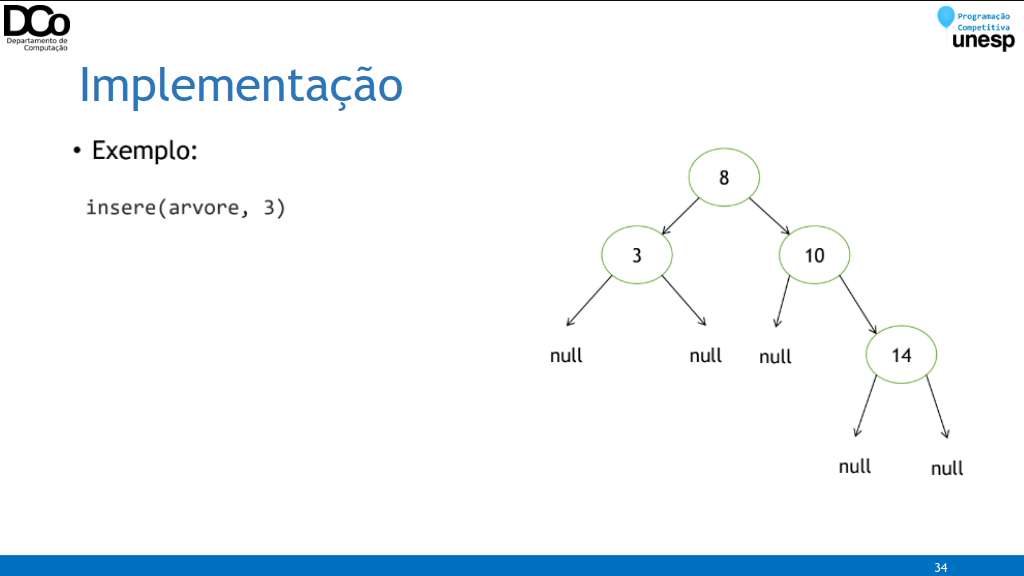 DCo
Departamento de
Computação
Programação
Competitiva
unesp
Implementação
• Exemplo:
insere(arvore, 3)
8
3
10
null
null
null
14
null
null
34